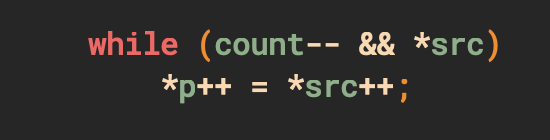 while (count-- && *src)
    *p++ = *src++;